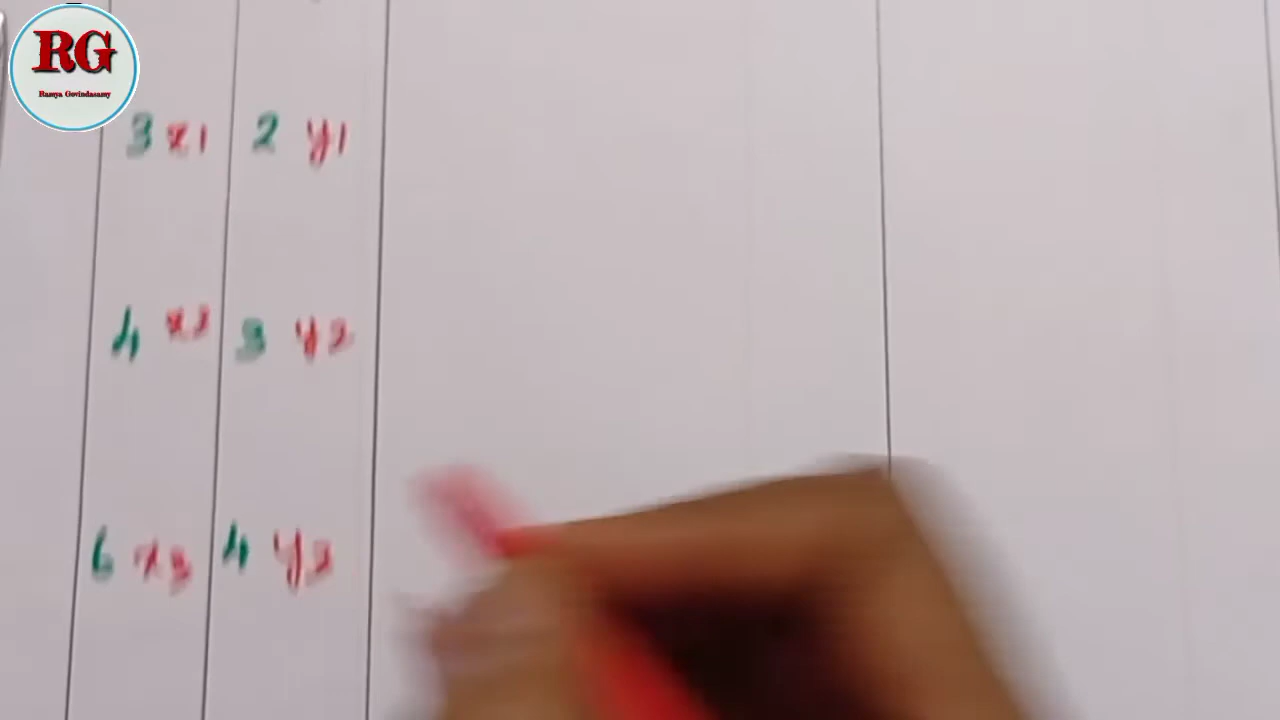 RG
Ramya Govindasamy
3 x1 2 y1
4 x2 3 y2
6 x3 4 y3